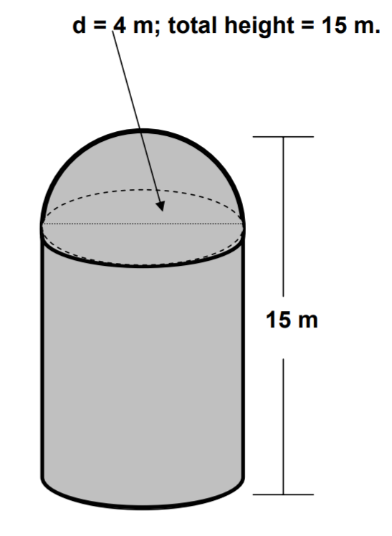 d = 4 m; total height = 15 m.
15 m